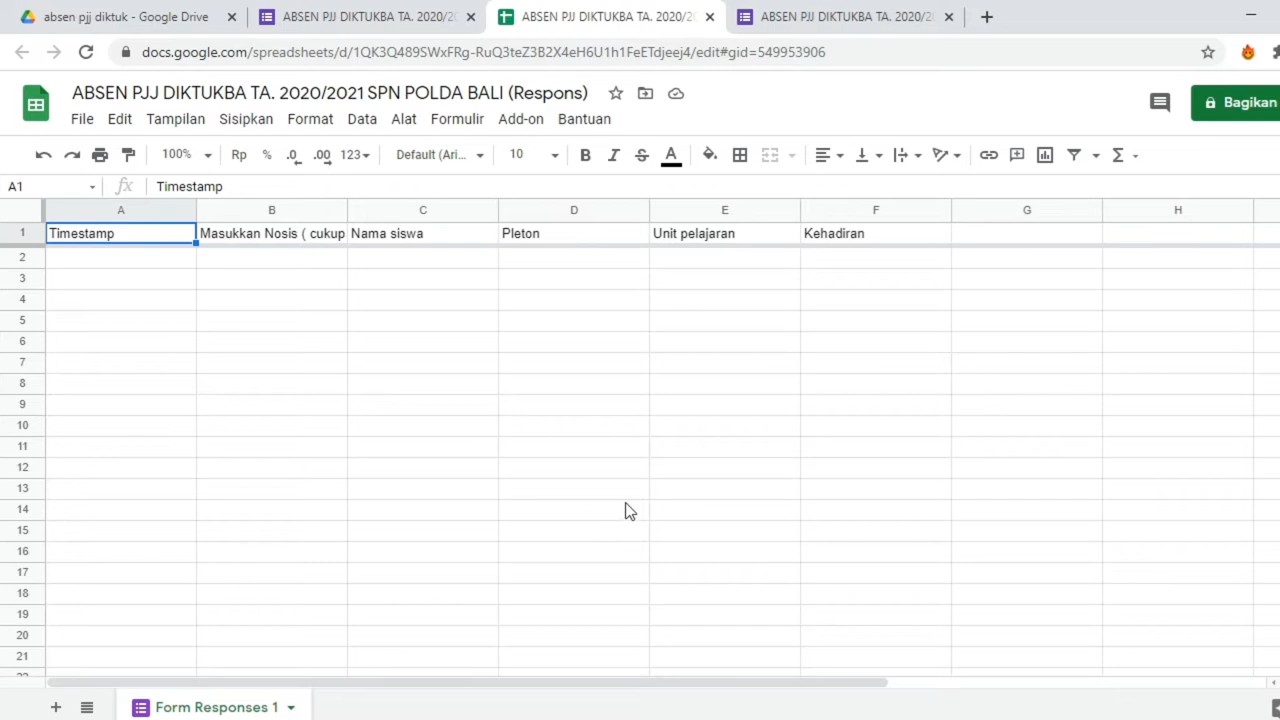 absen pjj diktuk - Google Drive
ABSEN PJJ DIKTUKBA TA. 2020/20
ABSEN PJJ DIKTUKBA TA. 2020/2
ABSEN PJJ DIKTUKBA TA. 2020/20
docs.google.com/spreadsheets/d/1QK3Q489SWxFRg-RuQ3teZ3B2X4eH6U1h1FeETdjeej4/edit#gid=549953906
ABSEN PJJ DIKTUKBA TA. 2020/2021 SPN POLDA BALI (Respons)
Bagikan
File Edit Tampilan Sisipkan Format Data Alat Formulir Add-on Bantuan
100% Rp % .0 .00 123 Default (Ari... 10 B I S A Σ
A1 fx Timestamp
A B C D E F G H
1 Timestamp Masukkan Nosis ( cukup Nama siswa Pleton Unit pelajaran Kehadiran
2
3
4
5
6
7
8
9
10
11
12
13
14
15
16
17
18
19
20
21
Form Responses 1